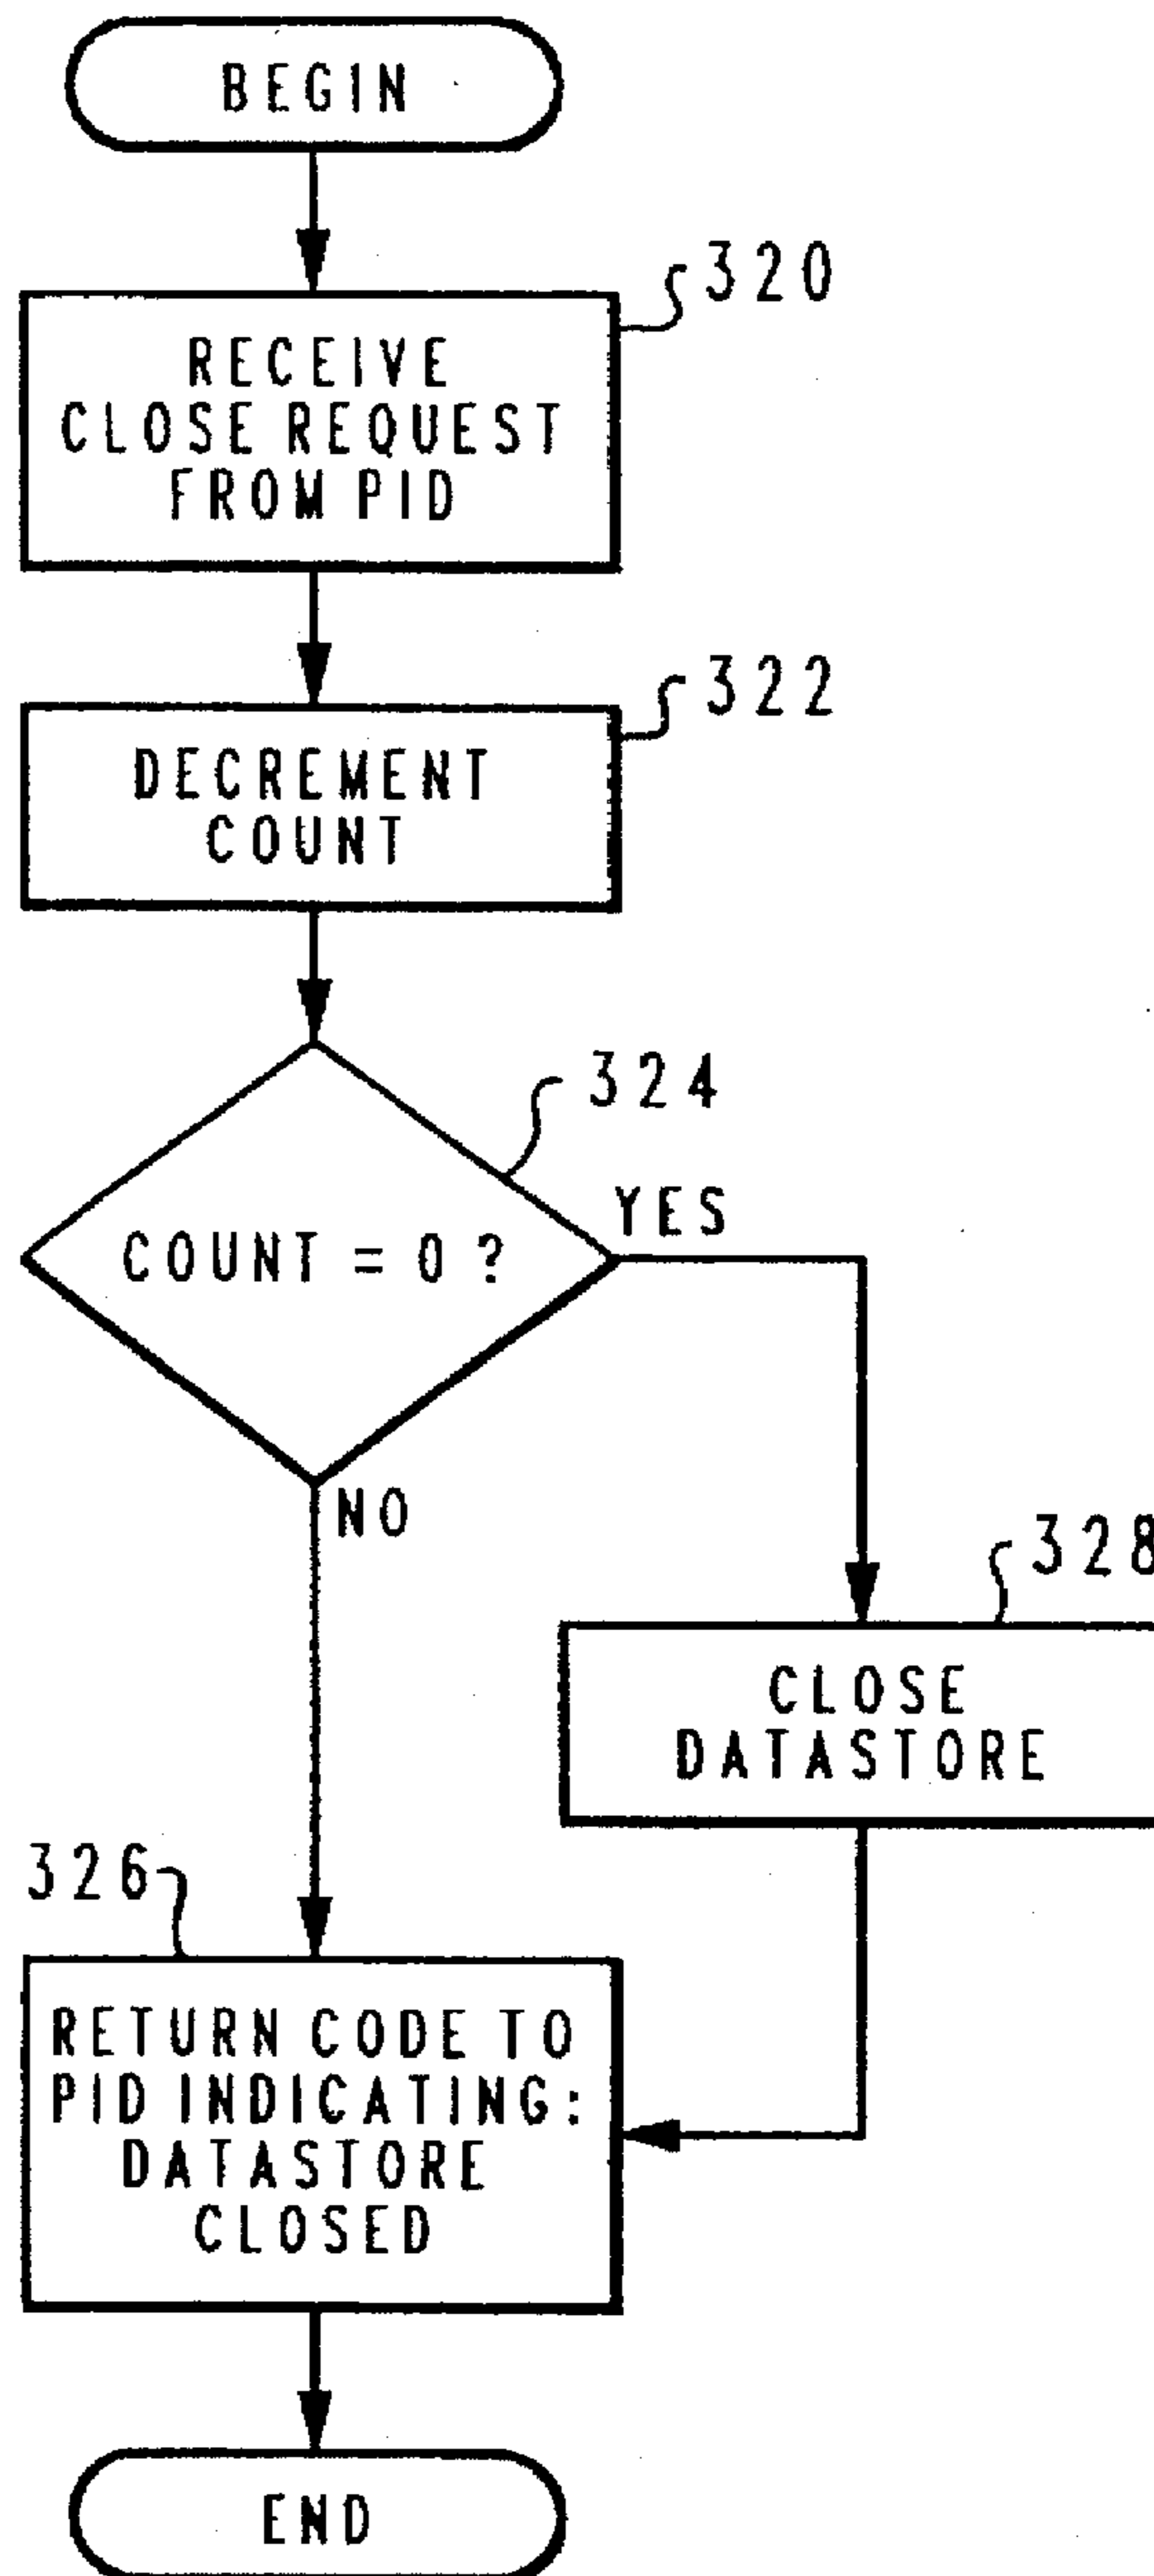 BEGIN
320
RECEIVE
CLOSE REQUEST
FROM PID
322
DECREMENT
COUNT
324
YES
COUNT = 0 ?
NO
328
CLOSE
DATASTORE
326
RETURN CODE TO
PID INDICATING:
DATASTORE
CLOSED
END